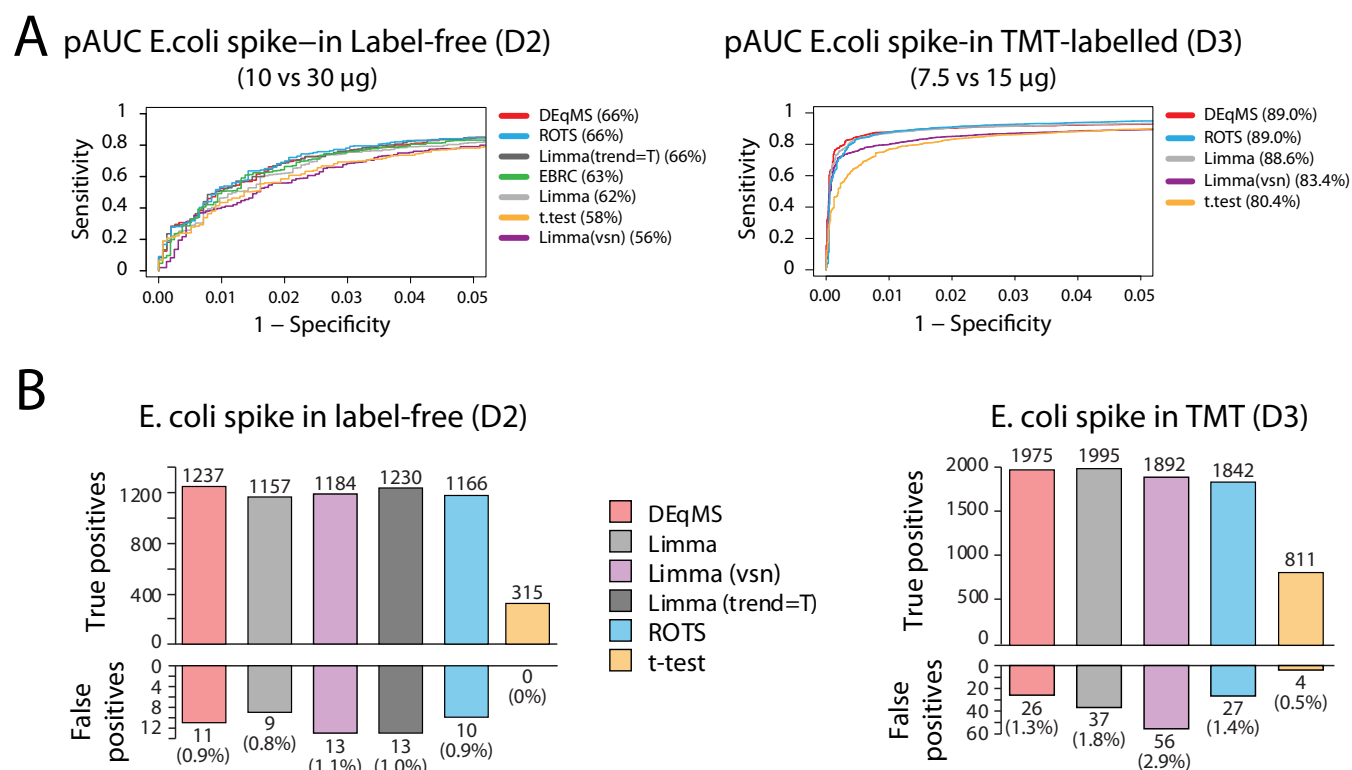 A
pAUC E.coli spike−in Label-free (D2)
(10 vs 30 μg)
1
0.8
0.6
0.4
0.2
0
Sensitivity
0.00 0.01 0.02 0.03 0.04 0.05
1 − Specificity
DEqMS (66%)
ROTS (66%)
Limma(trend=T) (66%)
EBRC (63%)
Limma (62%)
t.test (58%)
Limma(vsn) (56%)
pAUC E.coli spike-in TMT-labelled (D3)
(7.5 vs 15 μg)
1
0.8
0.6
0.4
0.2
0
Sensitivity
0.00 0.01 0.02 0.03 0.04 0.05
1 − Specificity
DEqMS (89.0%)
ROTS (89.0%)
Limma (88.6%)
Limma(vsn) (83.4%)
t.test (80.4%)
B
E. coli spike in label-free (D2)
True positives
1200
800
400
0
1237 1157 1184 1230 1166 315
False
positives
0
4
8
12
11 9 13 13 10 0
(0.9%) (0.8%) (1.1%) (1.0%) (0.9%) (0%)
DEqMS
Limma
Limma (vsn)
Limma (trend=T)
ROTS
t-test
E. coli spike in TMT (D3)
True positives
2000
1500
1000
500
0
1975 1995 1892 1842 811
False
positives
0
20
40
60
26 37 56 27 4
(1.3%) (1.8%) (2.9%) (1.4%) (0.5%)